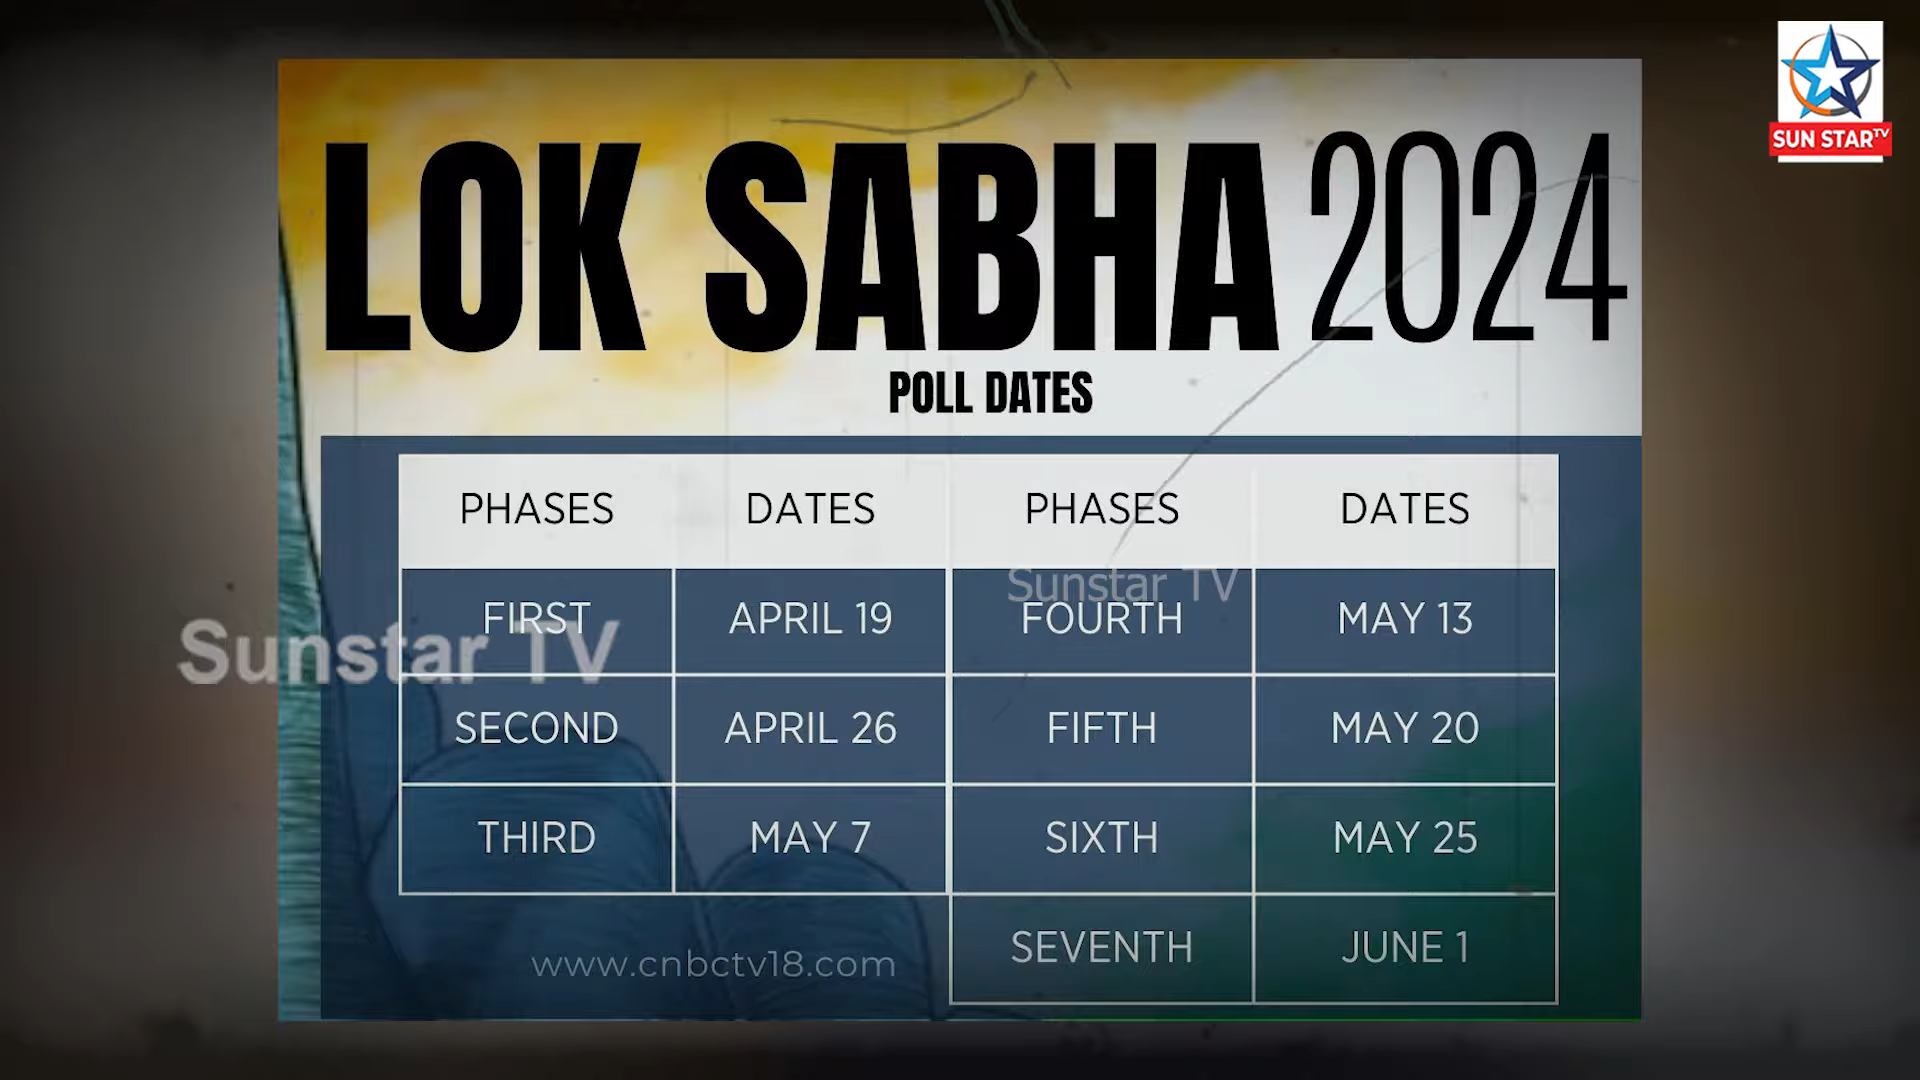 SUN STAR TV
LOK SABHA 2024
POLL DATES
PHASES DATES PHASES DATES
Sunstar TV
FIRST APRIL 19 FOURTH MAY 13
Sunstar TV
SECOND APRIL 26 FIFTH MAY 20
THIRD MAY 7 SIXTH MAY 25
SEVENTH JUNE 1
www.cnbctv18.com